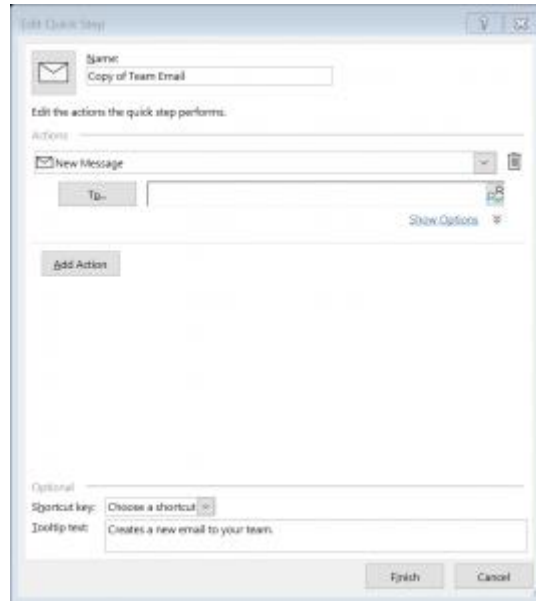 Edit Quick Step
Name:
Copy of Team Email
Edit the actions the quick step performs.
Actions
New Message
To...
Show Options
Add Action
Optional
Shortcut key: Choose a shortcut
Tooltip text: Creates a new email to your team.
Finish Cancel